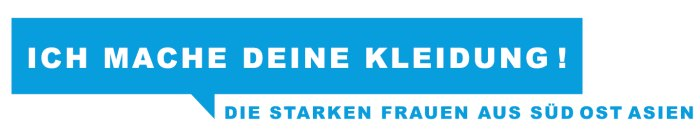 ICH MACHE DEINE KLEIDUNG !
DIE STARKEN FRAUEN AUS SÜD OST ASIEN